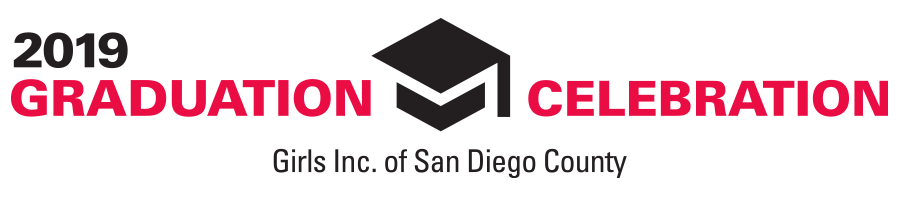 2019
GRADUATION CELEBRATION
Girls Inc. of San Diego County